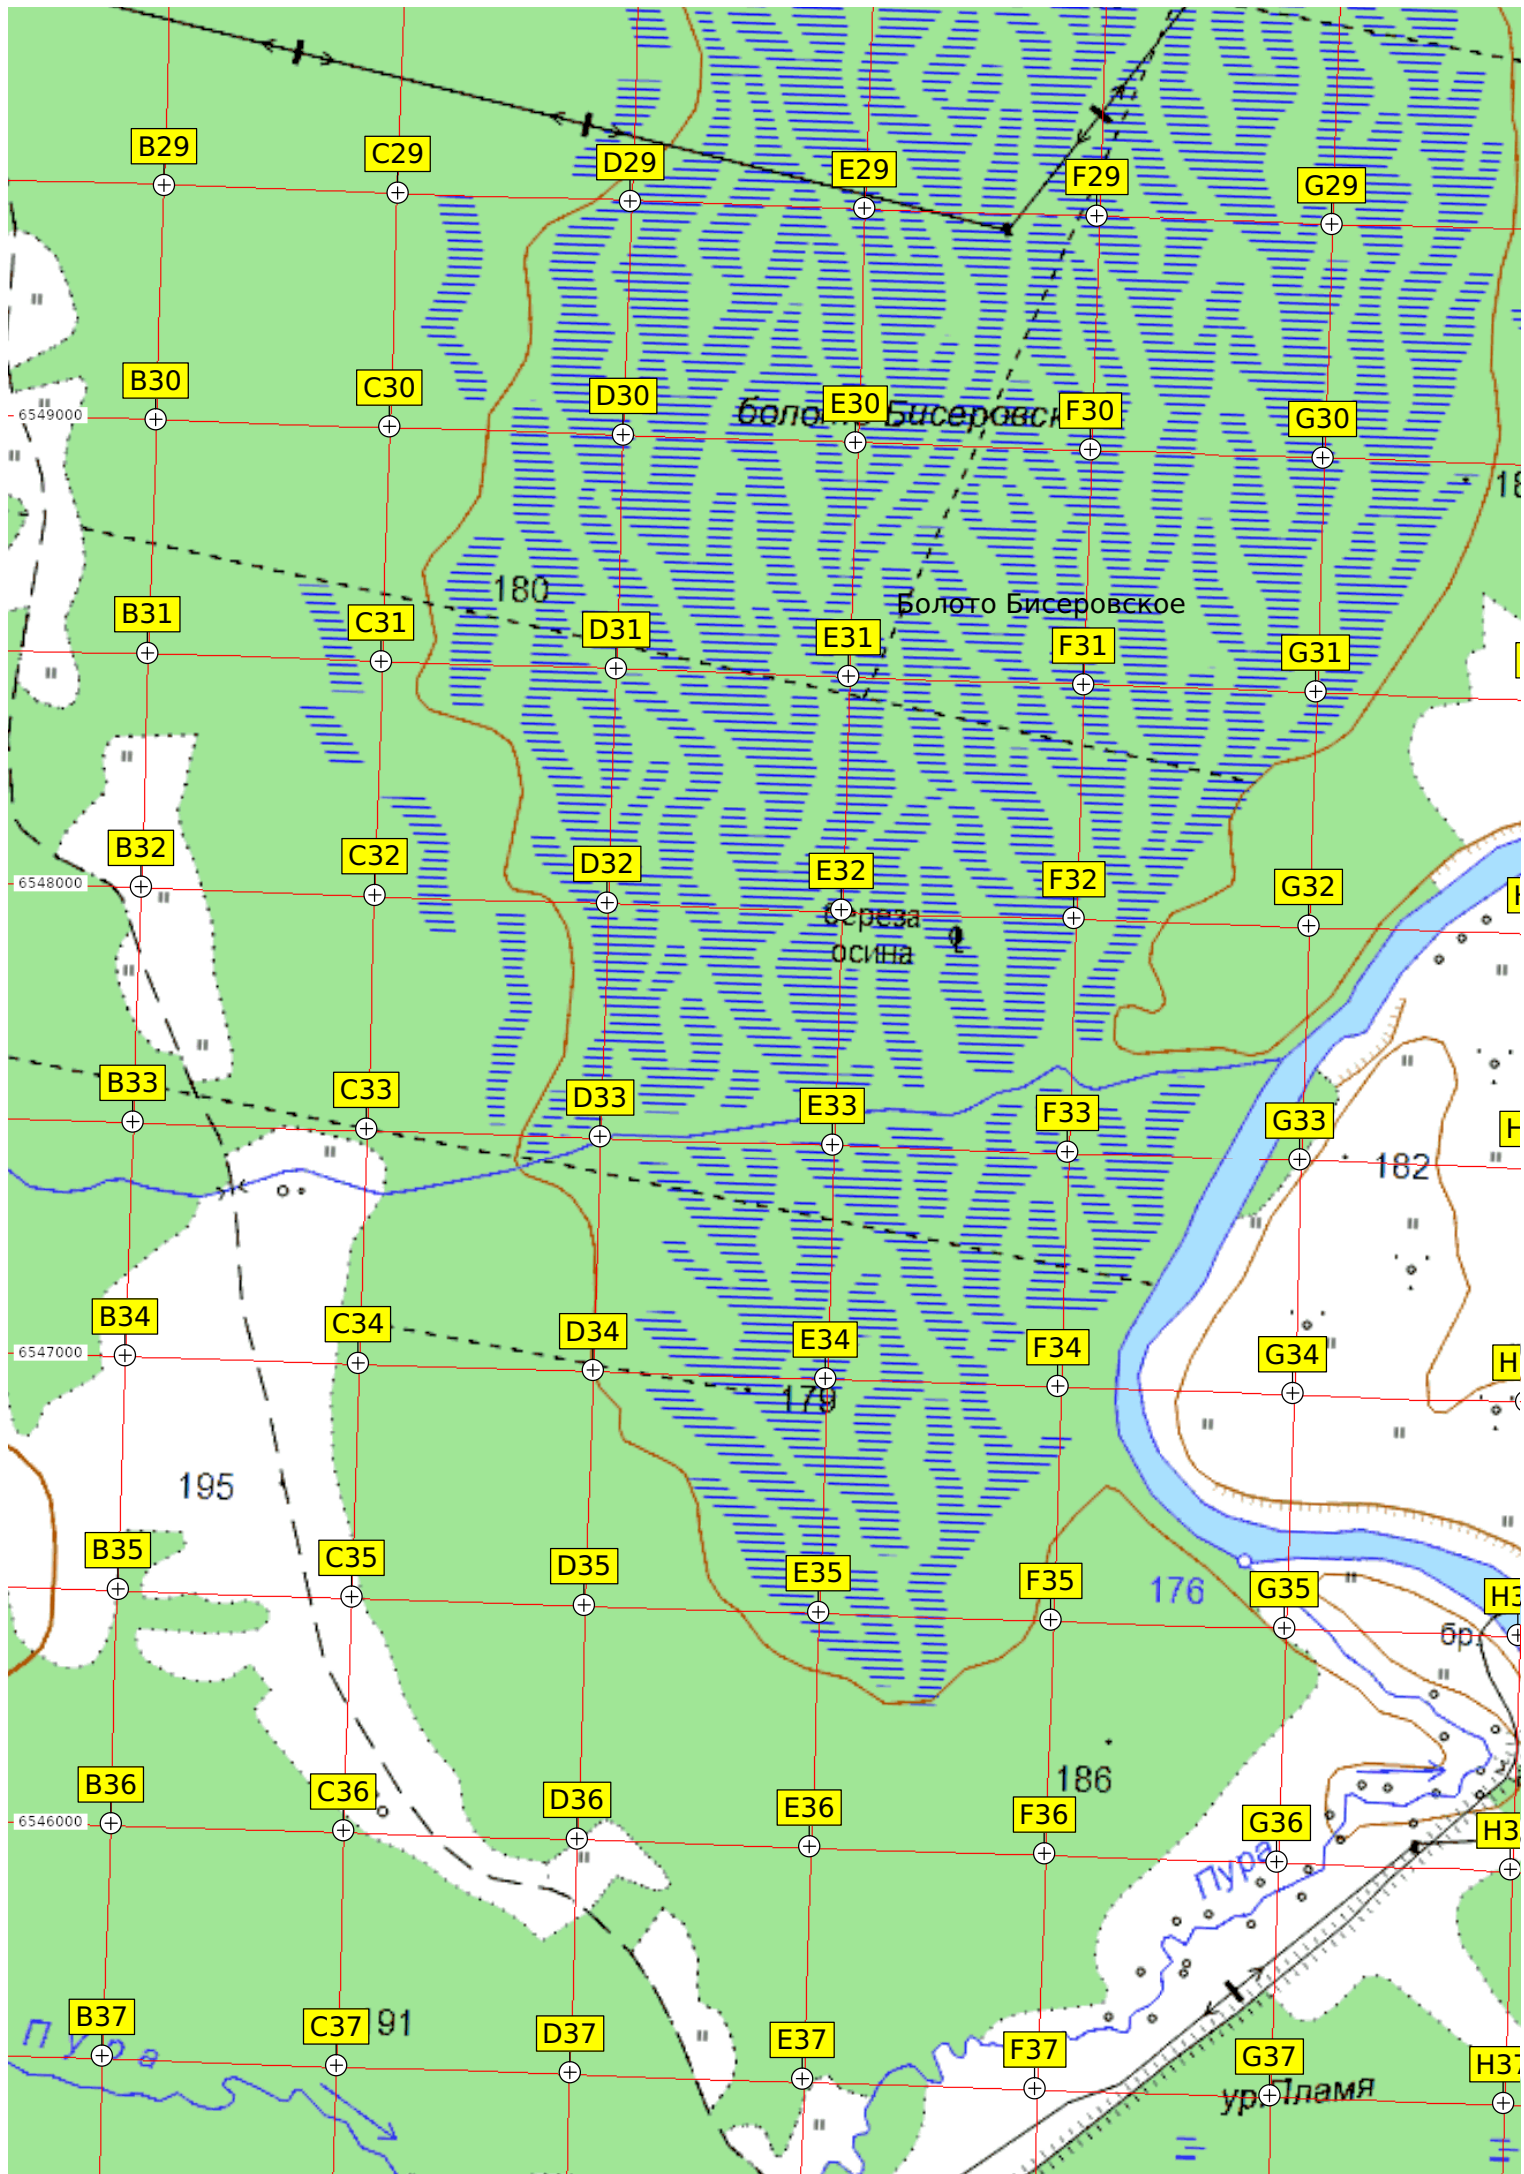 B29 C29 D29 E29 F29 G29
B30 C30 D30 E30 F30 G30
6549000
180
Болото Бисеровское
B31 C31 D31 E31 F31 G31
B32 C32 D32 E32 F32 G32
6548000
береза
осина
B33 C33 D33 E33 F33 G33
182
B34 C34 D34 E34 F34 G34
6547000
179
195
B35 C35 D35 E35 F35 G35
176
бр.
186
B36 C36 D36 E36 F36 G36
6546000
Пура
B37 C37 D37 E37 F37 G37 H37
91
Пура
ур.Пламя